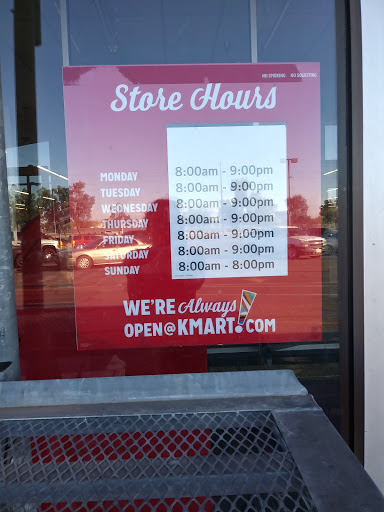 NO SMOKING NO SOLICITING
Store Hours
MONDAY 8:00am - 9:00pm
TUESDAY 8:00am - 9:00pm
WEDNESDAY 8:00am - 9:00pm
THURSDAY 8:00am - 9:00pm
FRIDAY 8:00am - 9:00pm
SATURDAY 8:00am - 9:00pm
SUNDAY 8:00am - 8:00pm
WE'RE Always
OPEN@KMART.COM